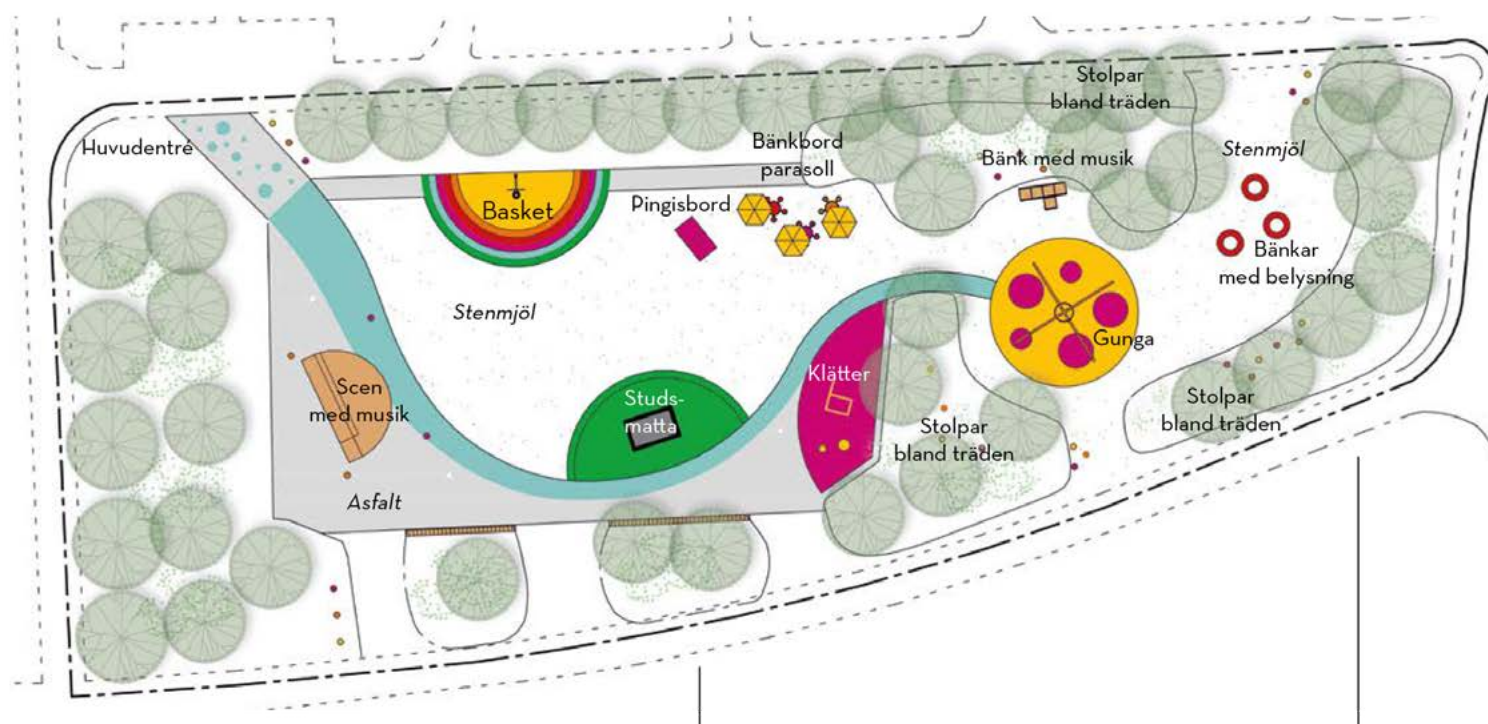 Stolpar
bland träden
Huvudentré
Bänkbord
parasoll
Bänk med musik
Stenmjöl
Basket
Pingisbord
Bänkar
med belysning
Stenmjöl
Gunga
Scen
med musik
Studs-
matta
Klätter
Stolpar
bland träden
Stolpar
bland träden
Asfalt